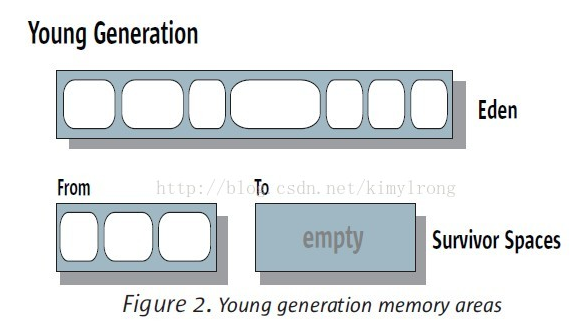 Young Generation
Eden
From
To
http://blog.csdn.net/kimylrong
empty
Survivor Spaces
Figure 2. Young generation memory areas